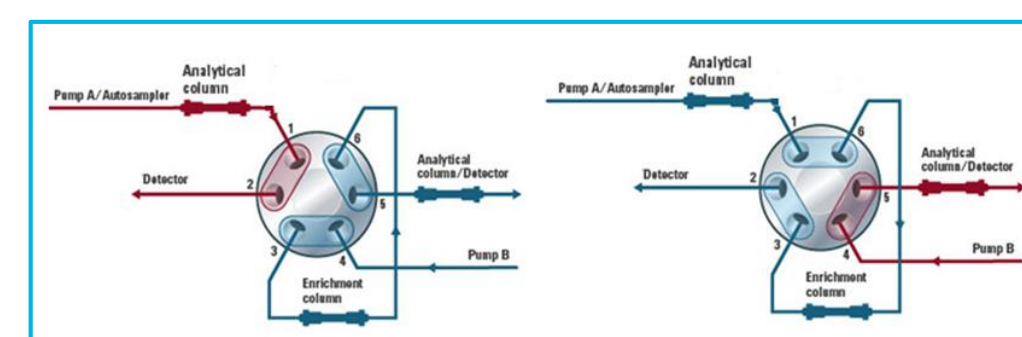 Analytical
column
Pump A/Autosampler
1
6
2
Detector
Analytical
column/Detector
5
3
4
Pump B
Enrichment
column
Analytical
column
Pump A/Autosampler
1
6
2
Detector
Analytical
column/Detector
5
3
4
Pump B
Enrichment
column